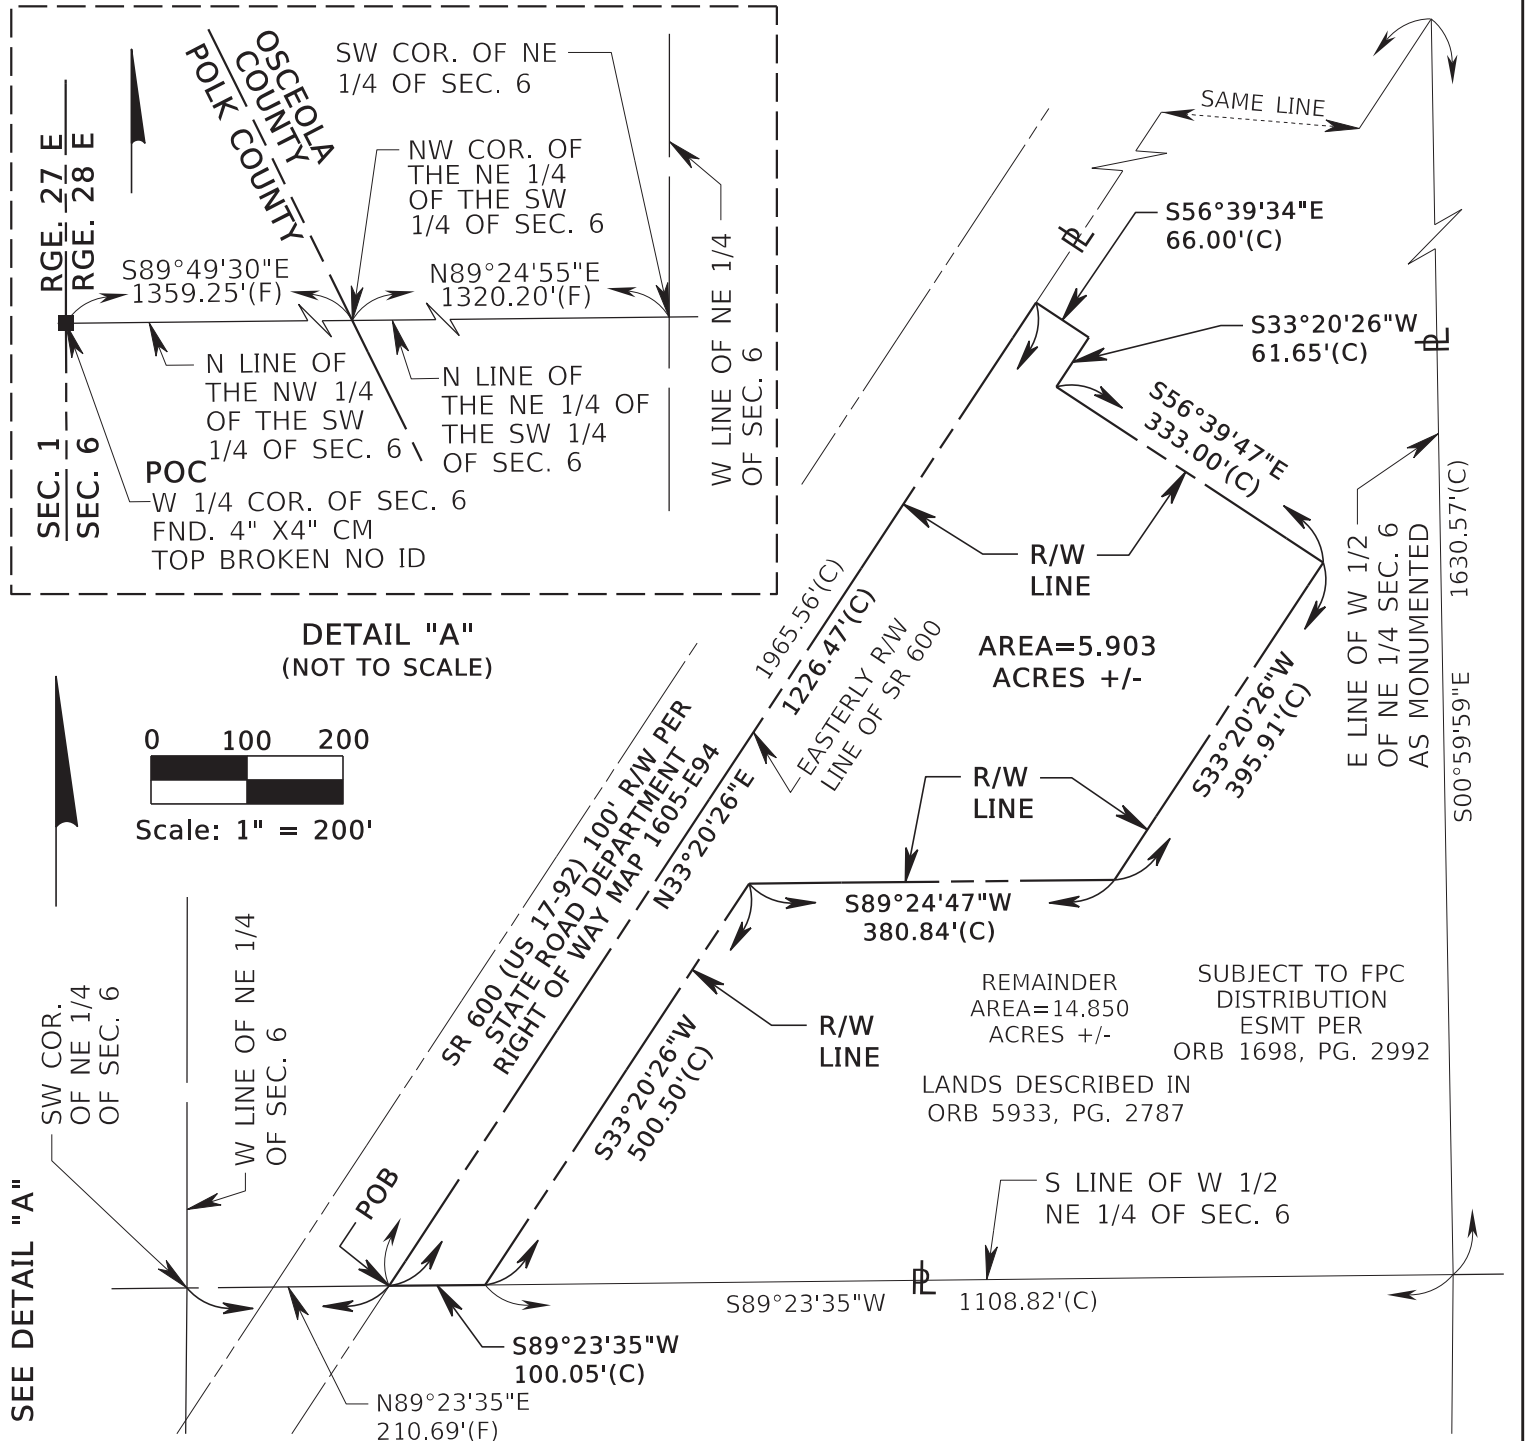 RGE. 27 E
RGE. 28 E
SEC. 1
SEC. 6
OSCEOLA
COUNTY
POLK COUNTY
SW COR. OF NE
1/4 OF SEC. 6
NW COR. OF
THE NE 1/4
OF THE SW
1/4 OF SEC. 6
S89°49'30"E
1359.25'(F)
N89°24'55"E
1320.20'(F)
N LINE OF
THE NW 1/4
OF THE SW
1/4 OF SEC. 6
N LINE OF
THE NE 1/4 OF
THE SW 1/4
OF SEC. 6
W LINE OF NE 1/4
OF SEC. 6
POC
W 1/4 COR. OF SEC. 6
FND. 4" X4" CM
TOP BROKEN NO ID
DETAIL "A"
(NOT TO SCALE)
0 100 200
Scale: 1" = 200'
SAME LINE
PL
S56°39'34"E
66.00'(C)
S33°20'26"W
61.65'(C)
PL
S56°39'47"E
333.00'(C)
R/W
LINE
AREA=5.903
ACRES +/-
E LINE OF W 1/2
OF NE 1/4 SEC. 6
AS MONUMENTED
S00°59'59"E 1630.57'(C)
1965.56'(C)
1226.47'(C)
N33°20'26"E
EASTERLY R/W
LINE OF SR 600
SR 600 (US 17-92) 100' R/W PER
STATE ROAD DEPARTMENT
RIGHT OF WAY MAP 1605-E94
S33°20'26"W
395.91'(C)
R/W
LINE
S89°24'47"W
380.84'(C)
R/W
LINE
S33°20'26"W
500.50'(C)
REMAINDER
AREA=14.850
ACRES +/-
SUBJECT TO FPC
DISTRIBUTION
ESMT PER
ORB 1698, PG. 2992
LANDS DESCRIBED IN
ORB 5933, PG. 2787
S LINE OF W 1/2
NE 1/4 OF SEC. 6
SW COR.
OF NE 1/4
OF SEC. 6
W LINE OF NE 1/4
OF SEC. 6
SEE DETAIL "A"
POB
PL
S89°23'35"W 1108.82'(C)
S89°23'35"W
100.05'(C)
N89°23'35"E
210.69'(F)